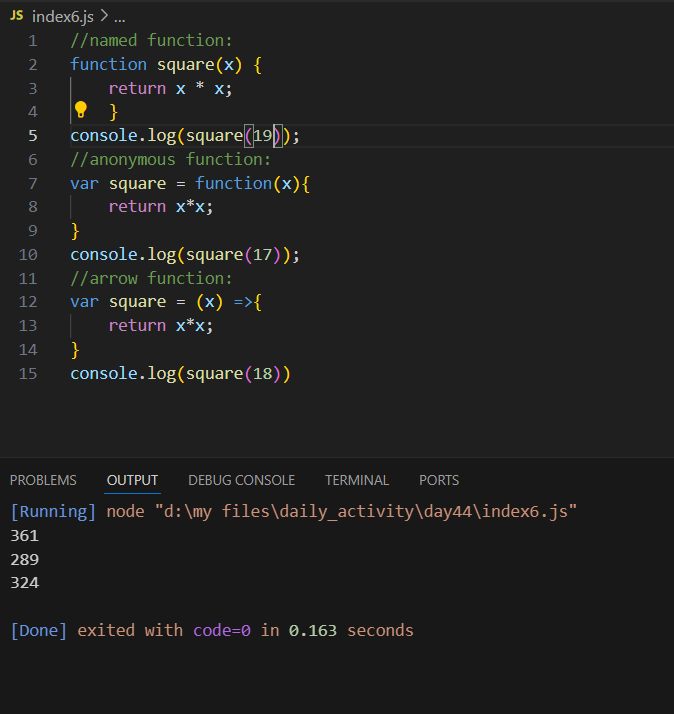 JS index6.js > ...
1 //named function:
2 function square(x) {
3     return x * x;
4     }
5 console.log(square(19));
6 //anonymous function:
7 var square = function(x){
8     return x*x;
9 }
10 console.log(square(17));
11 //arrow function:
12 var square = (x) =>{
13     return x*x;
14 }
15 console.log(square(18))
PROBLEMS OUTPUT DEBUG CONSOLE TERMINAL PORTS
[Running] node "d:\my files\daily_activity\day44\index6.js"
361
289
324
[Done] exited with code=0 in 0.163 seconds